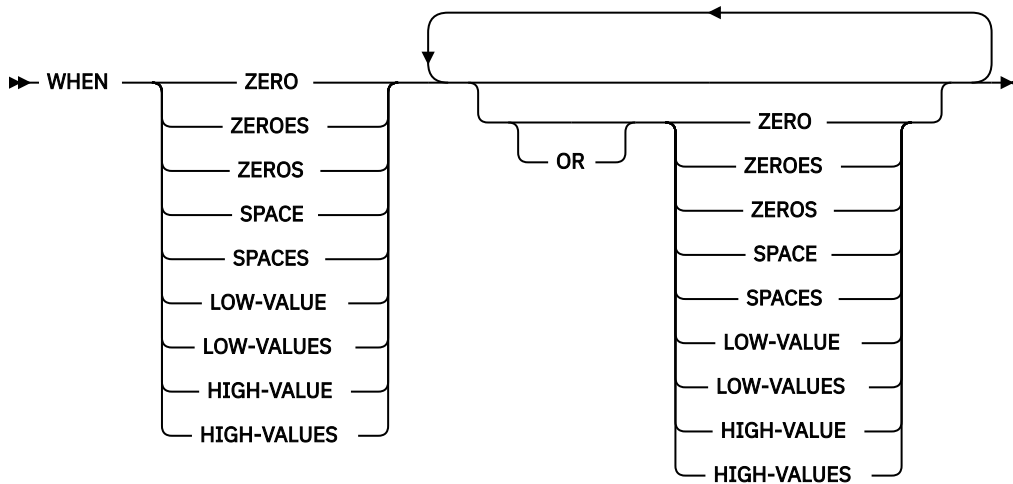 WHEN ZERO
ZEROES
ZEROS
SPACE
SPACES
LOW-VALUE
LOW-VALUES
HIGH-VALUE
HIGH-VALUES
OR
ZERO
ZEROES
ZEROS
SPACE
SPACES
LOW-VALUE
LOW-VALUES
HIGH-VALUE
HIGH-VALUES